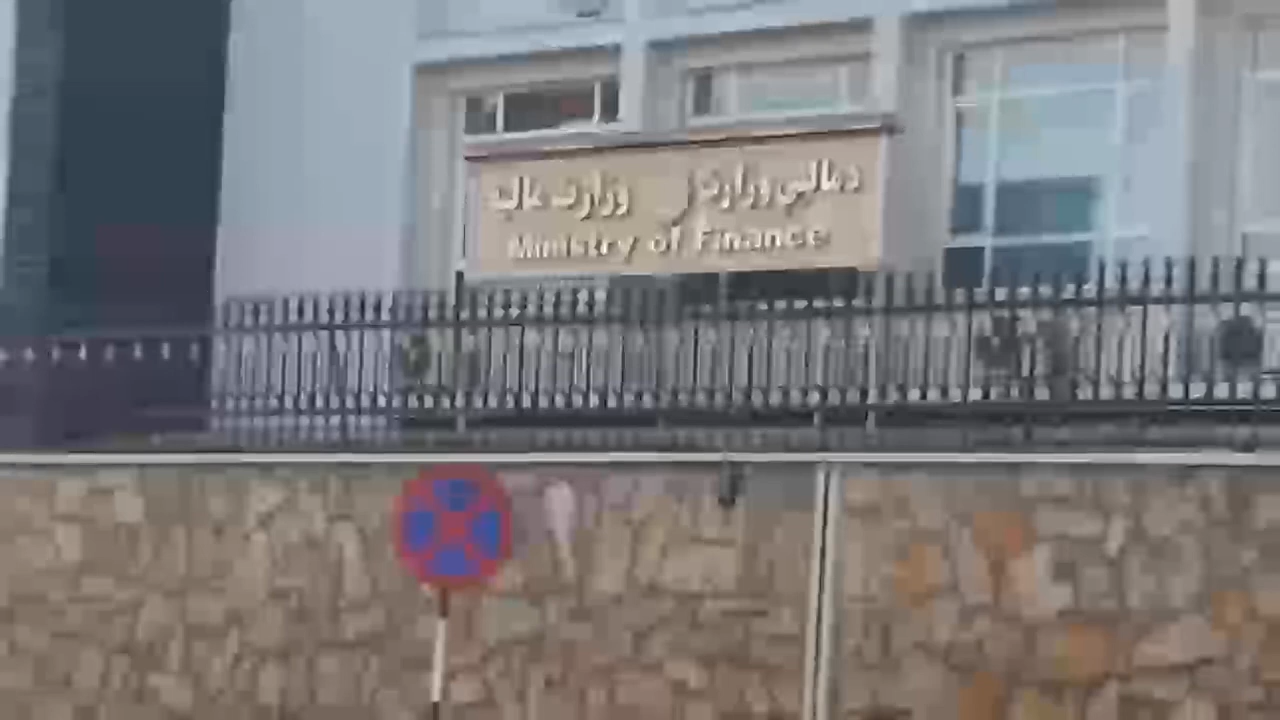 د مالیې وزارت وزارت مالیه
Ministry of Finance